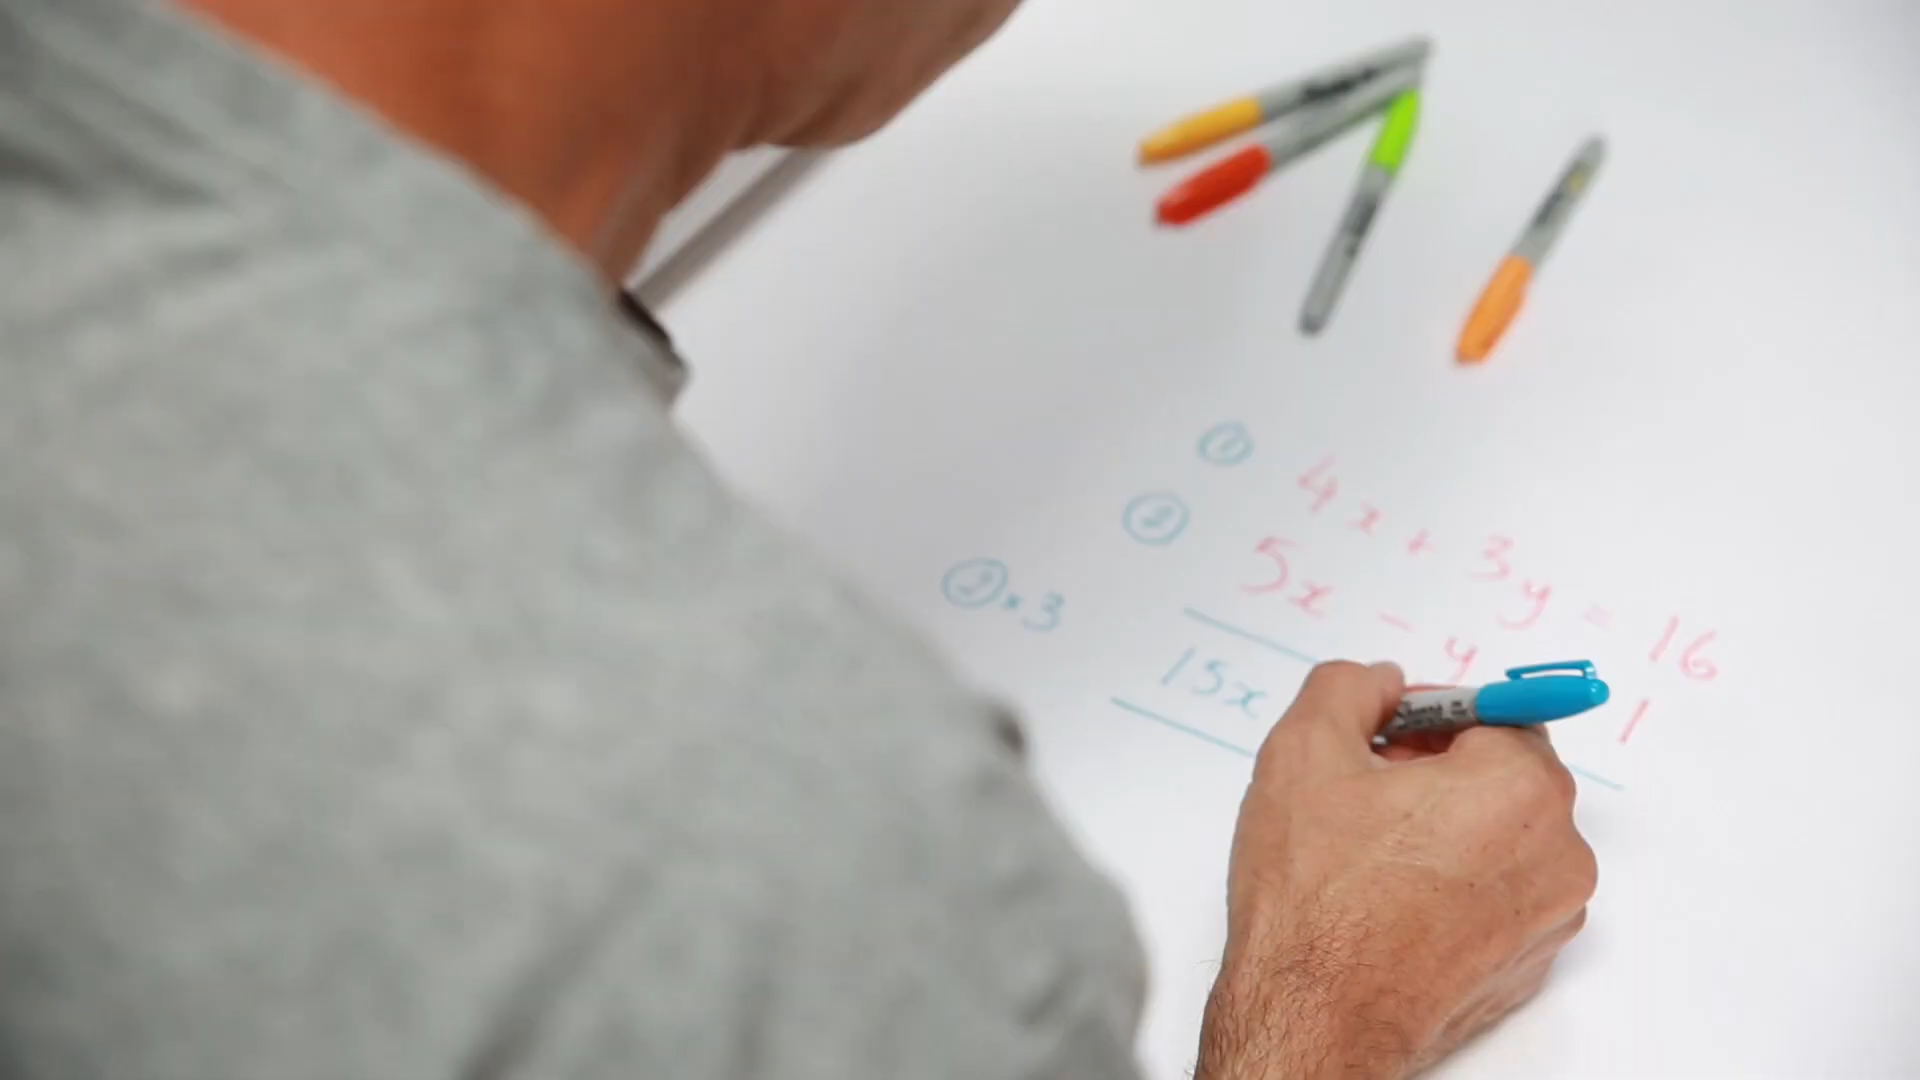 ① 4x + 3y = 16
② 5x - y 1
② × 3 15x